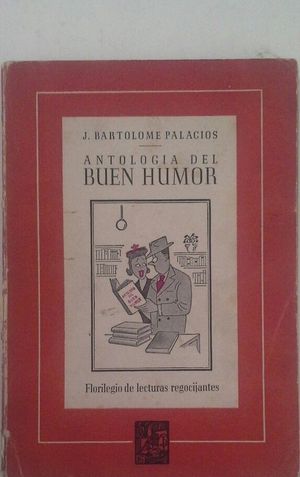 J. BARTOLOME PALACIOS
ANTOLOGIA DEL
BUEN HUMOR
Florilegio de lecturas regocijantes